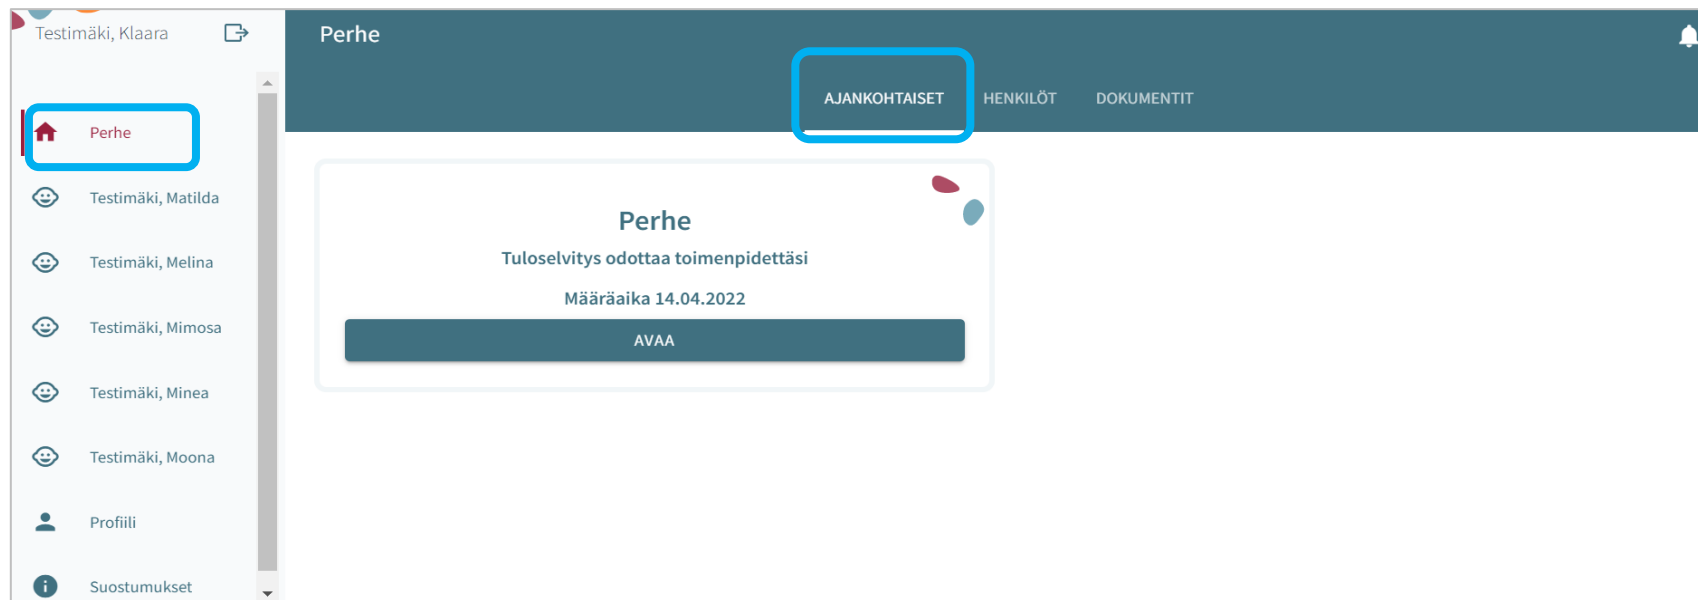 Testimäki, Klaara
Perhe
Testimäki, Matilda
Testimäki, Melina
Testimäki, Mimosa
Testimäki, Minea
Testimäki, Moona
Profiili
Suostumukset
Perhe
AJANKOHTAISET HENKILÖT DOKUMENTIT
Perhe
Tuloselvitys odottaa toimenpidettäsi
Määräaika 14.04.2022
AVAA